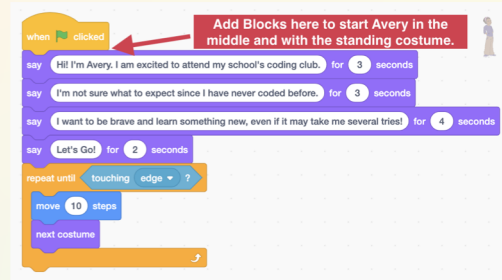 Add Blocks here to start Avery in the
middle and with the standing costume.
when clicked
say Hi! I'm Avery. I am excited to attend my school's coding club. for 3 seconds
say I'm not sure what to expect since I have never coded before. for 3 seconds
say I want to be brave and learn something new, even if it may take me several tries! for 4 seconds
say Let's Go! for 2 seconds
repeat until touching edge ?
move 10 steps
next costume